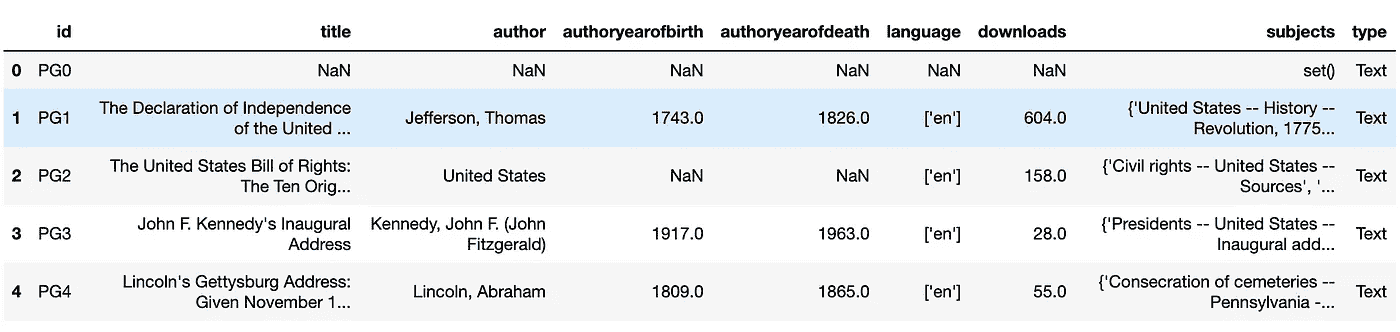 id title author authoryearofbirth authoryearofdeath language downloads subjects type
0 PG0 NaN NaN NaN NaN NaN NaN set() Text
1 PG1 The Declaration of Independence of the United ... Jefferson, Thomas 1743.0 1826.0 ['en'] 604.0 {'United States -- History -- Revolution, 1775... Text
2 PG2 The United States Bill of Rights: The Ten Orig... United States NaN NaN ['en'] 158.0 {'Civil rights -- United States -- Sources', '... Text
3 PG3 John F. Kennedy's Inaugural Address Kennedy, John F. (John Fitzgerald) 1917.0 1963.0 ['en'] 28.0 {'Presidents -- United States -- Inaugural add... Text
4 PG4 Lincoln's Gettysburg Address: Given November 1... Lincoln, Abraham 1809.0 1865.0 ['en'] 55.0 {'Consecration of cemeteries -- Pennsylvania -... Text